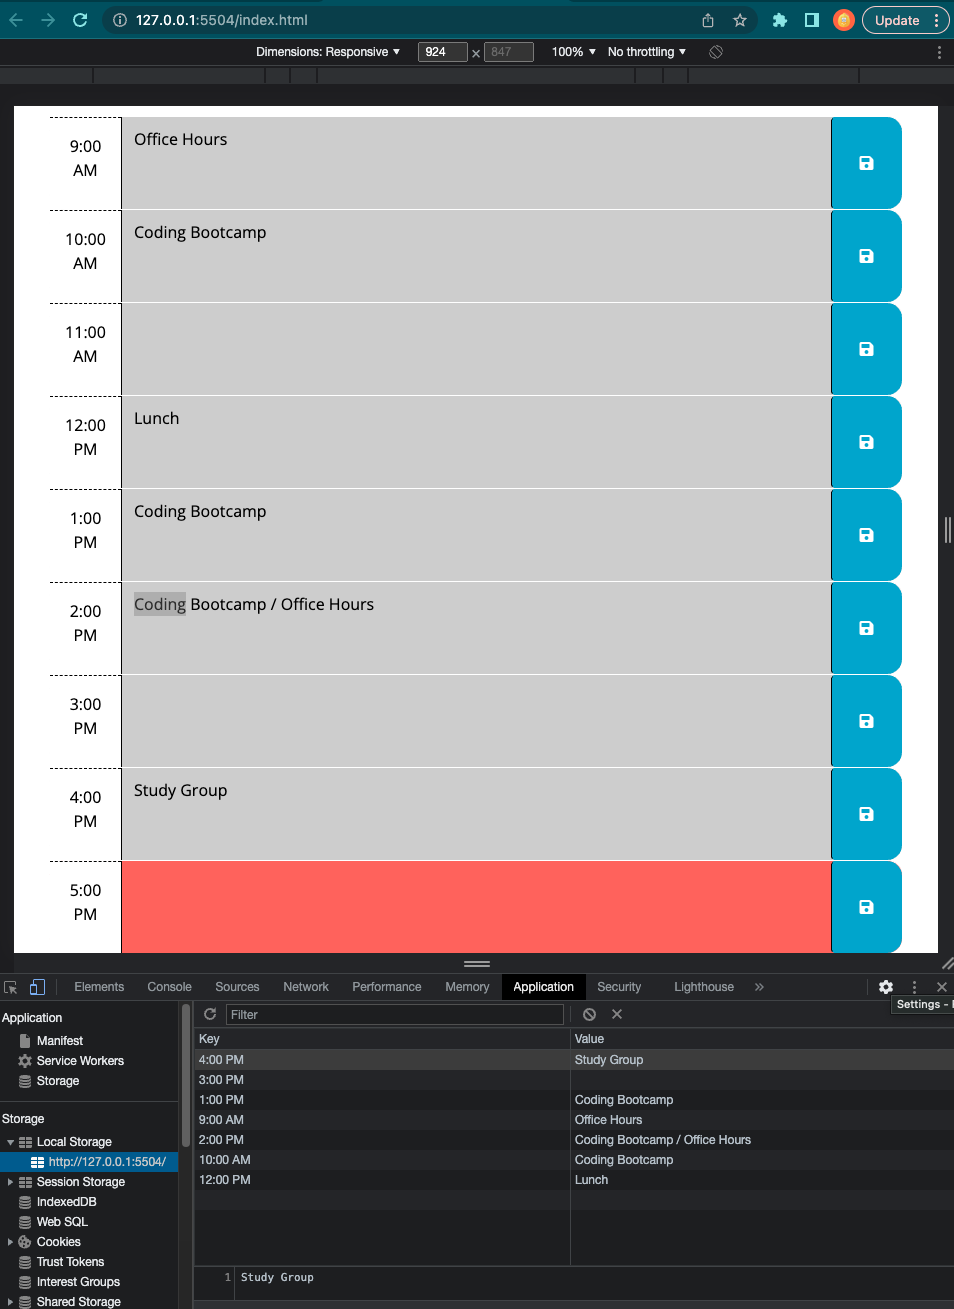 127.0.0.1:5504/index.html
Update
Dimensions: Responsive
924 × 847
100%
No throttling
9:00
AM
Office Hours
10:00
AM
Coding Bootcamp
11:00
AM
12:00
PM
Lunch
1:00
PM
Coding Bootcamp
2:00
PM
Coding Bootcamp / Office Hours
3:00
PM
4:00
PM
Study Group
5:00
PM
Elements Console Sources Network Performance Memory Application Security Lighthouse »
Settings -
Application
Manifest
Service Workers
Storage
Storage
Local Storage
http://127.0.0.1:5504/
Session Storage
IndexedDB
Web SQL
Cookies
Trust Tokens
Interest Groups
Shared Storage
Filter
Key Value
4:00 PM Study Group
3:00 PM
1:00 PM Coding Bootcamp
9:00 AM Office Hours
2:00 PM Coding Bootcamp / Office Hours
10:00 AM Coding Bootcamp
12:00 PM Lunch
1 Study Group